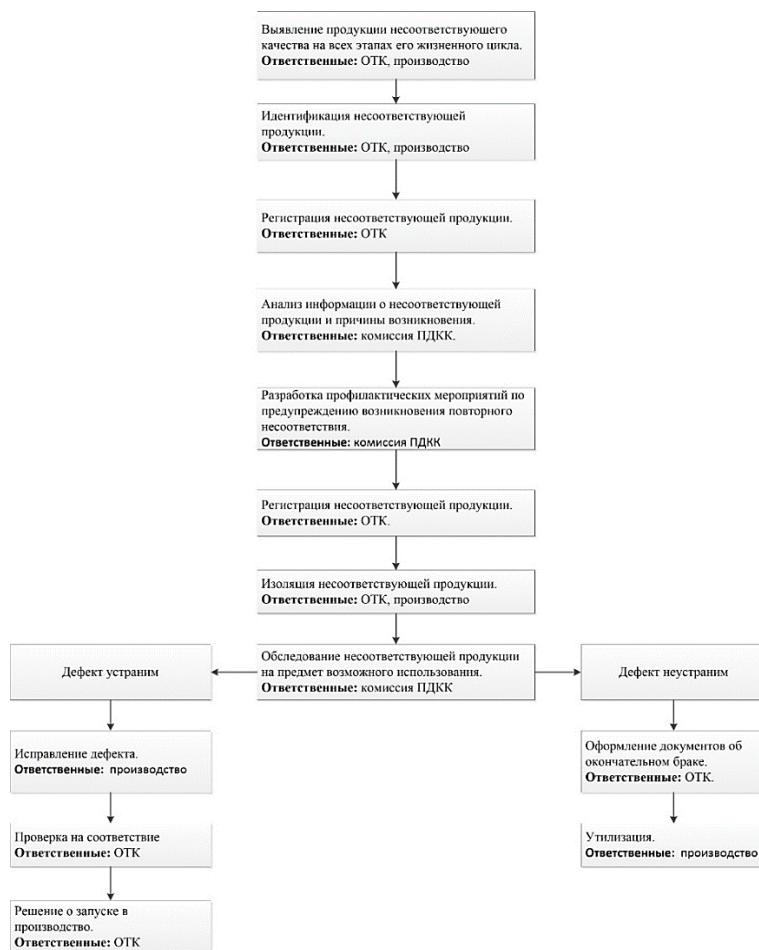 Выявление продукции несоответствующего
качества на всех этапах его жизненного цикла.
Ответственные: ОТК, производство
Идентификация несоответствующей
продукции.
Ответственные: ОТК, производство
Регистрация несоответствующей продукции.
Ответственные: ОТК
Анализ информации о несоответствующей
продукции и причины возникновения.
Ответственные: комиссия ПДКК.
Разработка профилактических мероприятий по
предупреждению возникновения повторного
несоответствия.
Ответственные: комиссия ПДКК
Регистрация несоответствующей продукции.
Ответственные: ОТК.
Изоляция несоответствующей продукции.
Ответственные: ОТК, производство
Обследование несоответствующей продукции
на предмет возможного использования.
Ответственные: комиссия ПДКК
Дефект устраним
Исправление дефекта.
Ответственные: производство
Проверка на соответствие
Ответственные: ОТК
Решение о запуске в
производство.
Ответственные: ОТК
Дефект неустраним
Оформление документов об
окончательном браке.
Ответственные: ОТК.
Утилизация.
Ответственные: производство